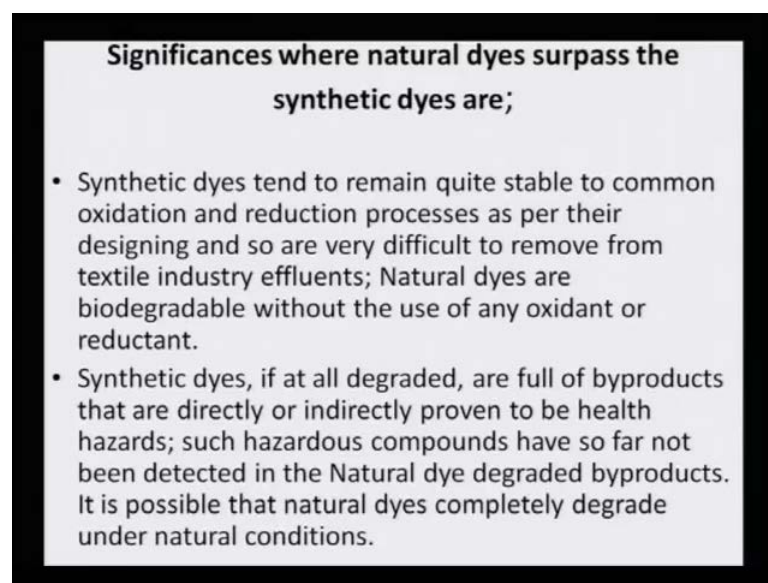 Significances where natural dyes surpass the
synthetic dyes are;
• Synthetic dyes tend to remain quite stable to common
oxidation and reduction processes as per their
designing and so are very difficult to remove from
textile industry effluents; Natural dyes are
biodegradable without the use of any oxidant or
reductant.
• Synthetic dyes, if at all degraded, are full of byproducts
that are directly or indirectly proven to be health
hazards; such hazardous compounds have so far not
been detected in the Natural dye degraded byproducts.
It is possible that natural dyes completely degrade
under natural conditions.